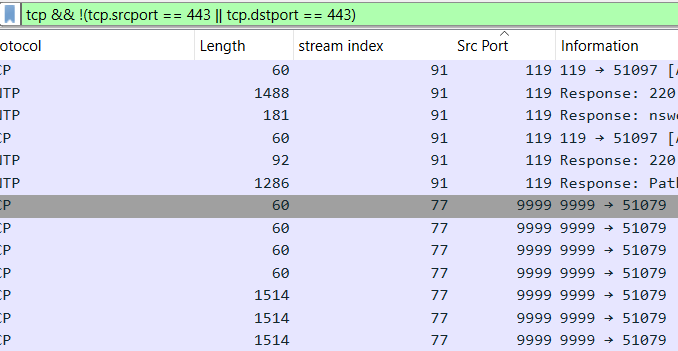 tcp && !(tcp.srcport == 443 || tcp.dstport == 443)
otocol Length stream index Src Port Information
CP 60 91 119 119 → 51097 [A
NTP 1488 91 119 Response: 220
NTP 181 91 119 Response: nswe
CP 60 91 119 119 → 51097 [A
NTP 92 91 119 Response: 220
NTP 1286 91 119 Response: Path
CP 60 77 9999 9999 → 51079
CP 60 77 9999 9999 → 51079
CP 60 77 9999 9999 → 51079
CP 60 77 9999 9999 → 51079
CP 1514 77 9999 9999 → 51079
CP 1514 77 9999 9999 → 51079
CP 1514 77 9999 9999 → 51079